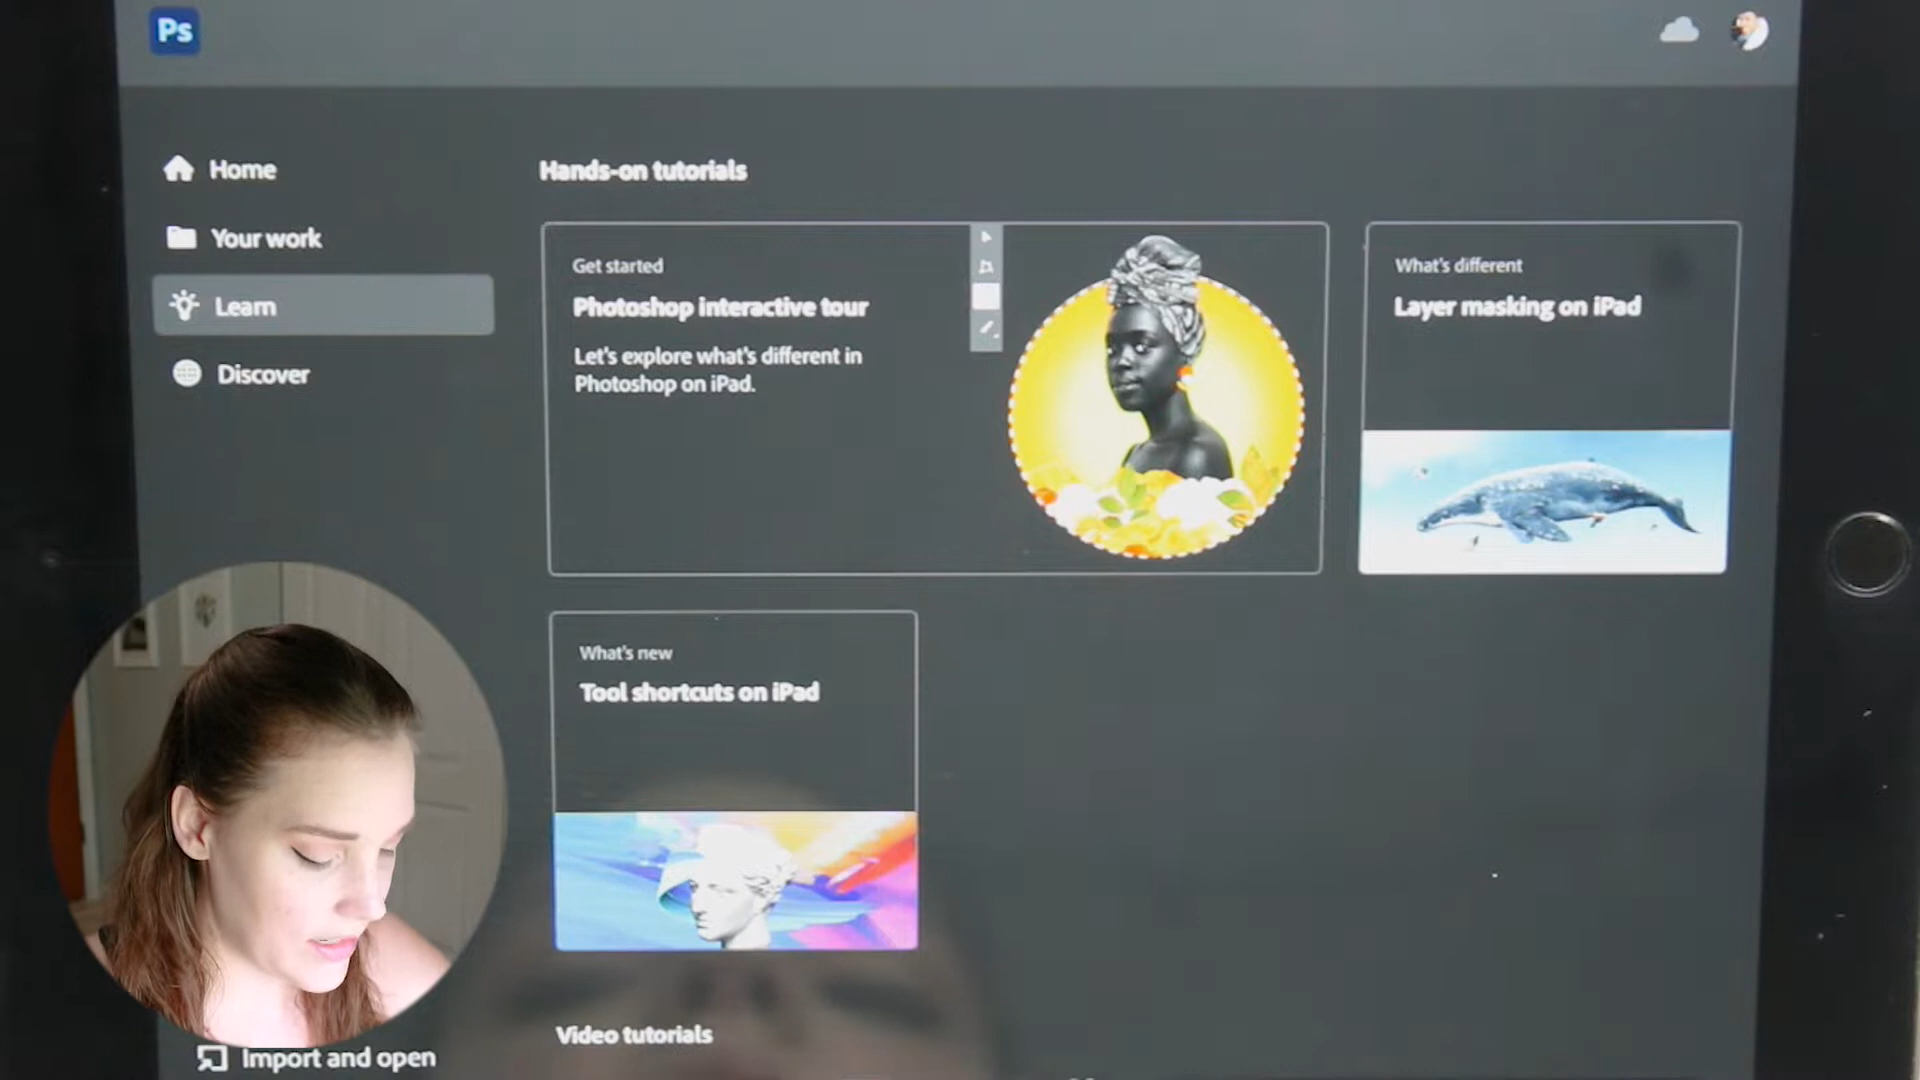 Ps
Home
Your work
Learn
Discover
Import and open
Hands-on tutorials
Get started
Photoshop interactive tour
Let's explore what's different in
Photoshop on iPad.
What's different
Layer masking on iPad
What's new
Tool shortcuts on iPad
Video tutorials